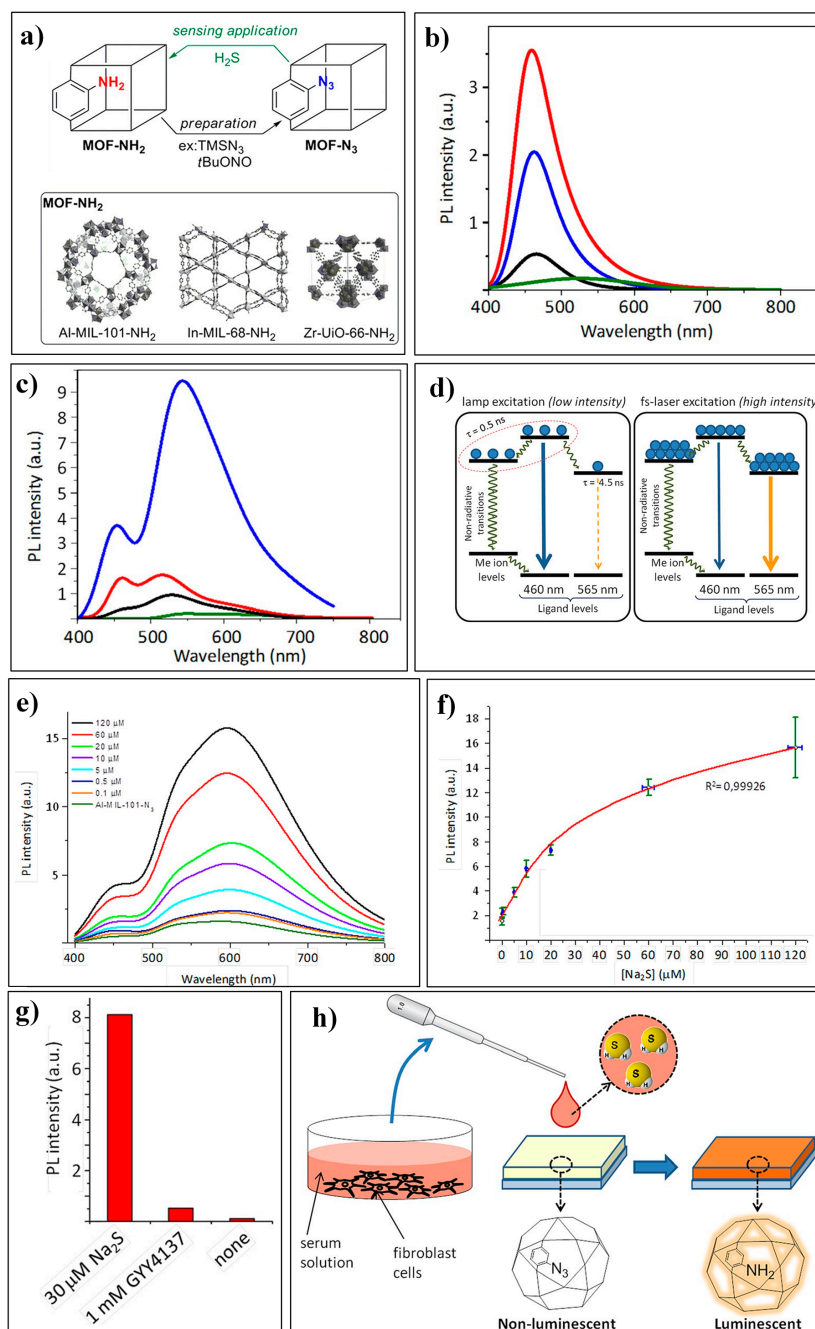 a)
sensing application
H₂S
NH₂
N₃
preparation
MOF-NH₂
ex:TMSN₃
MOF-N₃
tBuONO
MOF-NH₂
Al-MIL-101-NH₂
In-MIL-68-NH₂
Zr-UiO-66-NH₂
b)
PL intensity (a.u.)
3
2
1
400
500
600
700
800
Wavelength (nm)
c)
PL intensity (a.u.)
9
8
7
6
5
4
3
2
1
400
500
600
700
800
Wavelength (nm)
d)
lamp excitation (low intensity)
τ = 0.5 ns
τ = 4.5 ns
Non-radiative
transitions
Me ion
levels
460 nm
565 nm
Ligand levels
fs-laser excitation (high intensity
Non-radiative
transitions
Me ion
levels
460 nm
565 nm
Ligand levels
e)
PL intensity (a.u.)
15
10
5
0
120 μM
60 μM
20 μM
10 μM
5 μM
0.5 μM
0.1 μM
Al-M IL-101-N₃
400
500
600
700
800
Wavelength (nm)
f)
PL intensity (a.u.)
18
16
14
12
10
8
6
4
2
R²= 0,99926
0 10 20 30 40 50 60 70 80 90 100 110 120
[Na₂S] (μM)
g)
PL intensity (a.u.)
8
6
4
2
30 μM Na₂S
1 mM GYY4137
none
h)
1.0
S
H
H
S
H
H
S
H
H
serum
solution
fibroblast
cells
N₃
NH₂
Non-luminescent
Luminescent